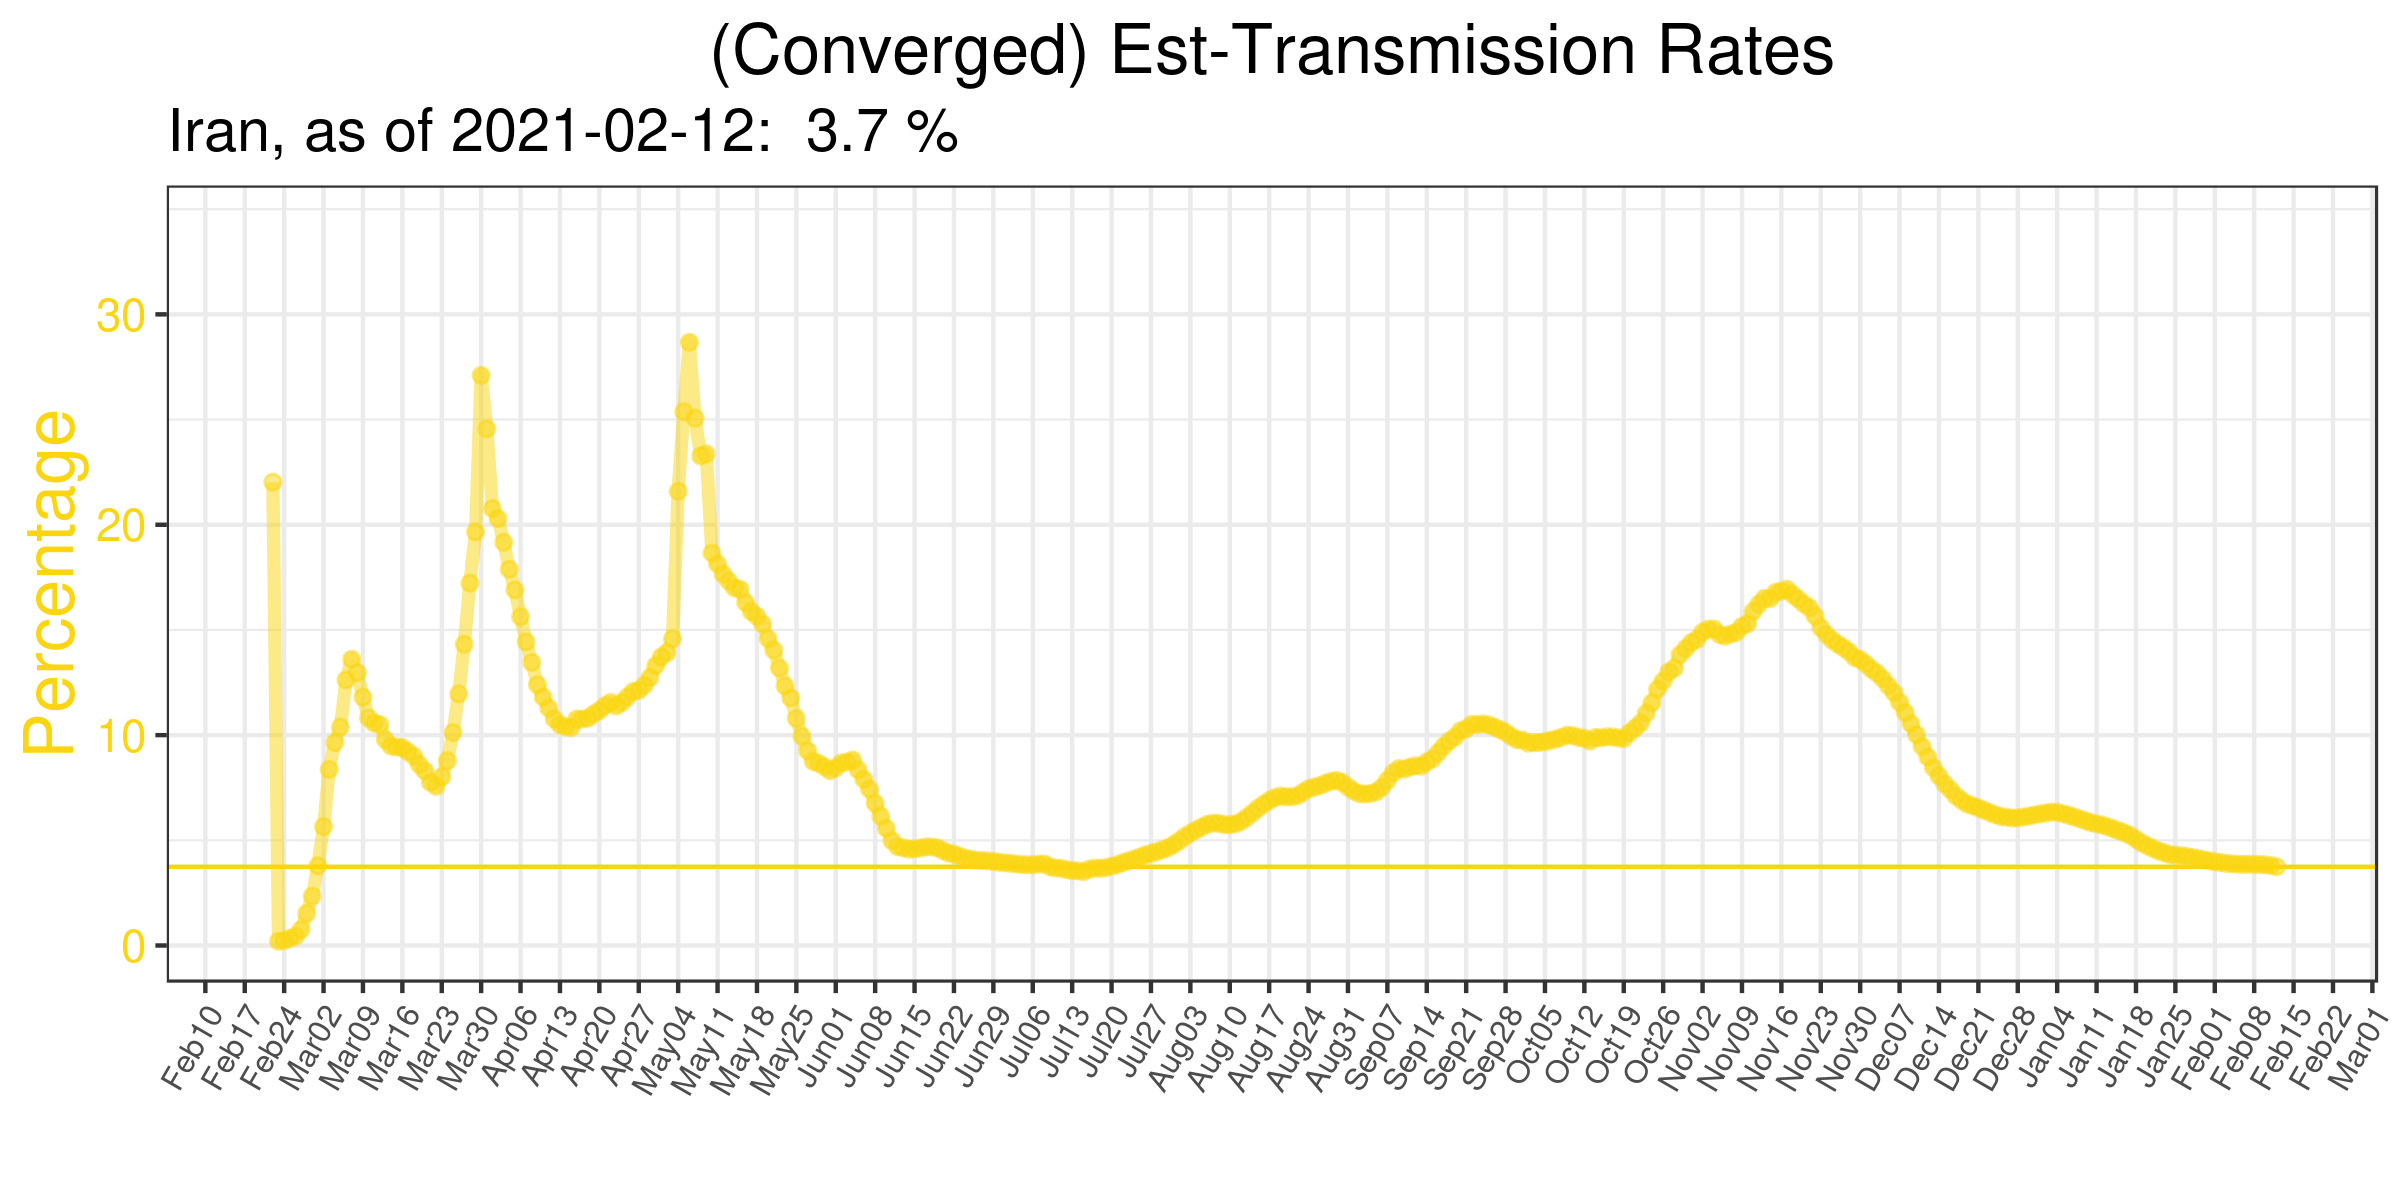 (Converged) Est-Transmission Rates
Iran, as of 2021-02-12:  3.7 %
Percentage
30
20
10
0
Feb10
Feb17
Feb24
Mar02
Mar09
Mar16
Mar23
Mar30
Apr06
Apr13
Apr20
Apr27
May04
May11
May18
May25
Jun01
Jun08
Jun15
Jun22
Jun29
Jul06
Jul13
Jul20
Jul27
Aug03
Aug10
Aug17
Aug24
Aug31
Sep07
Sep14
Sep21
Sep28
Oct05
Oct12
Oct19
Oct26
Nov02
Nov09
Nov16
Nov23
Nov30
Dec07
Dec14
Dec21
Dec28
Jan04
Jan11
Jan18
Jan25
Feb01
Feb08
Feb15
Feb22
Mar01